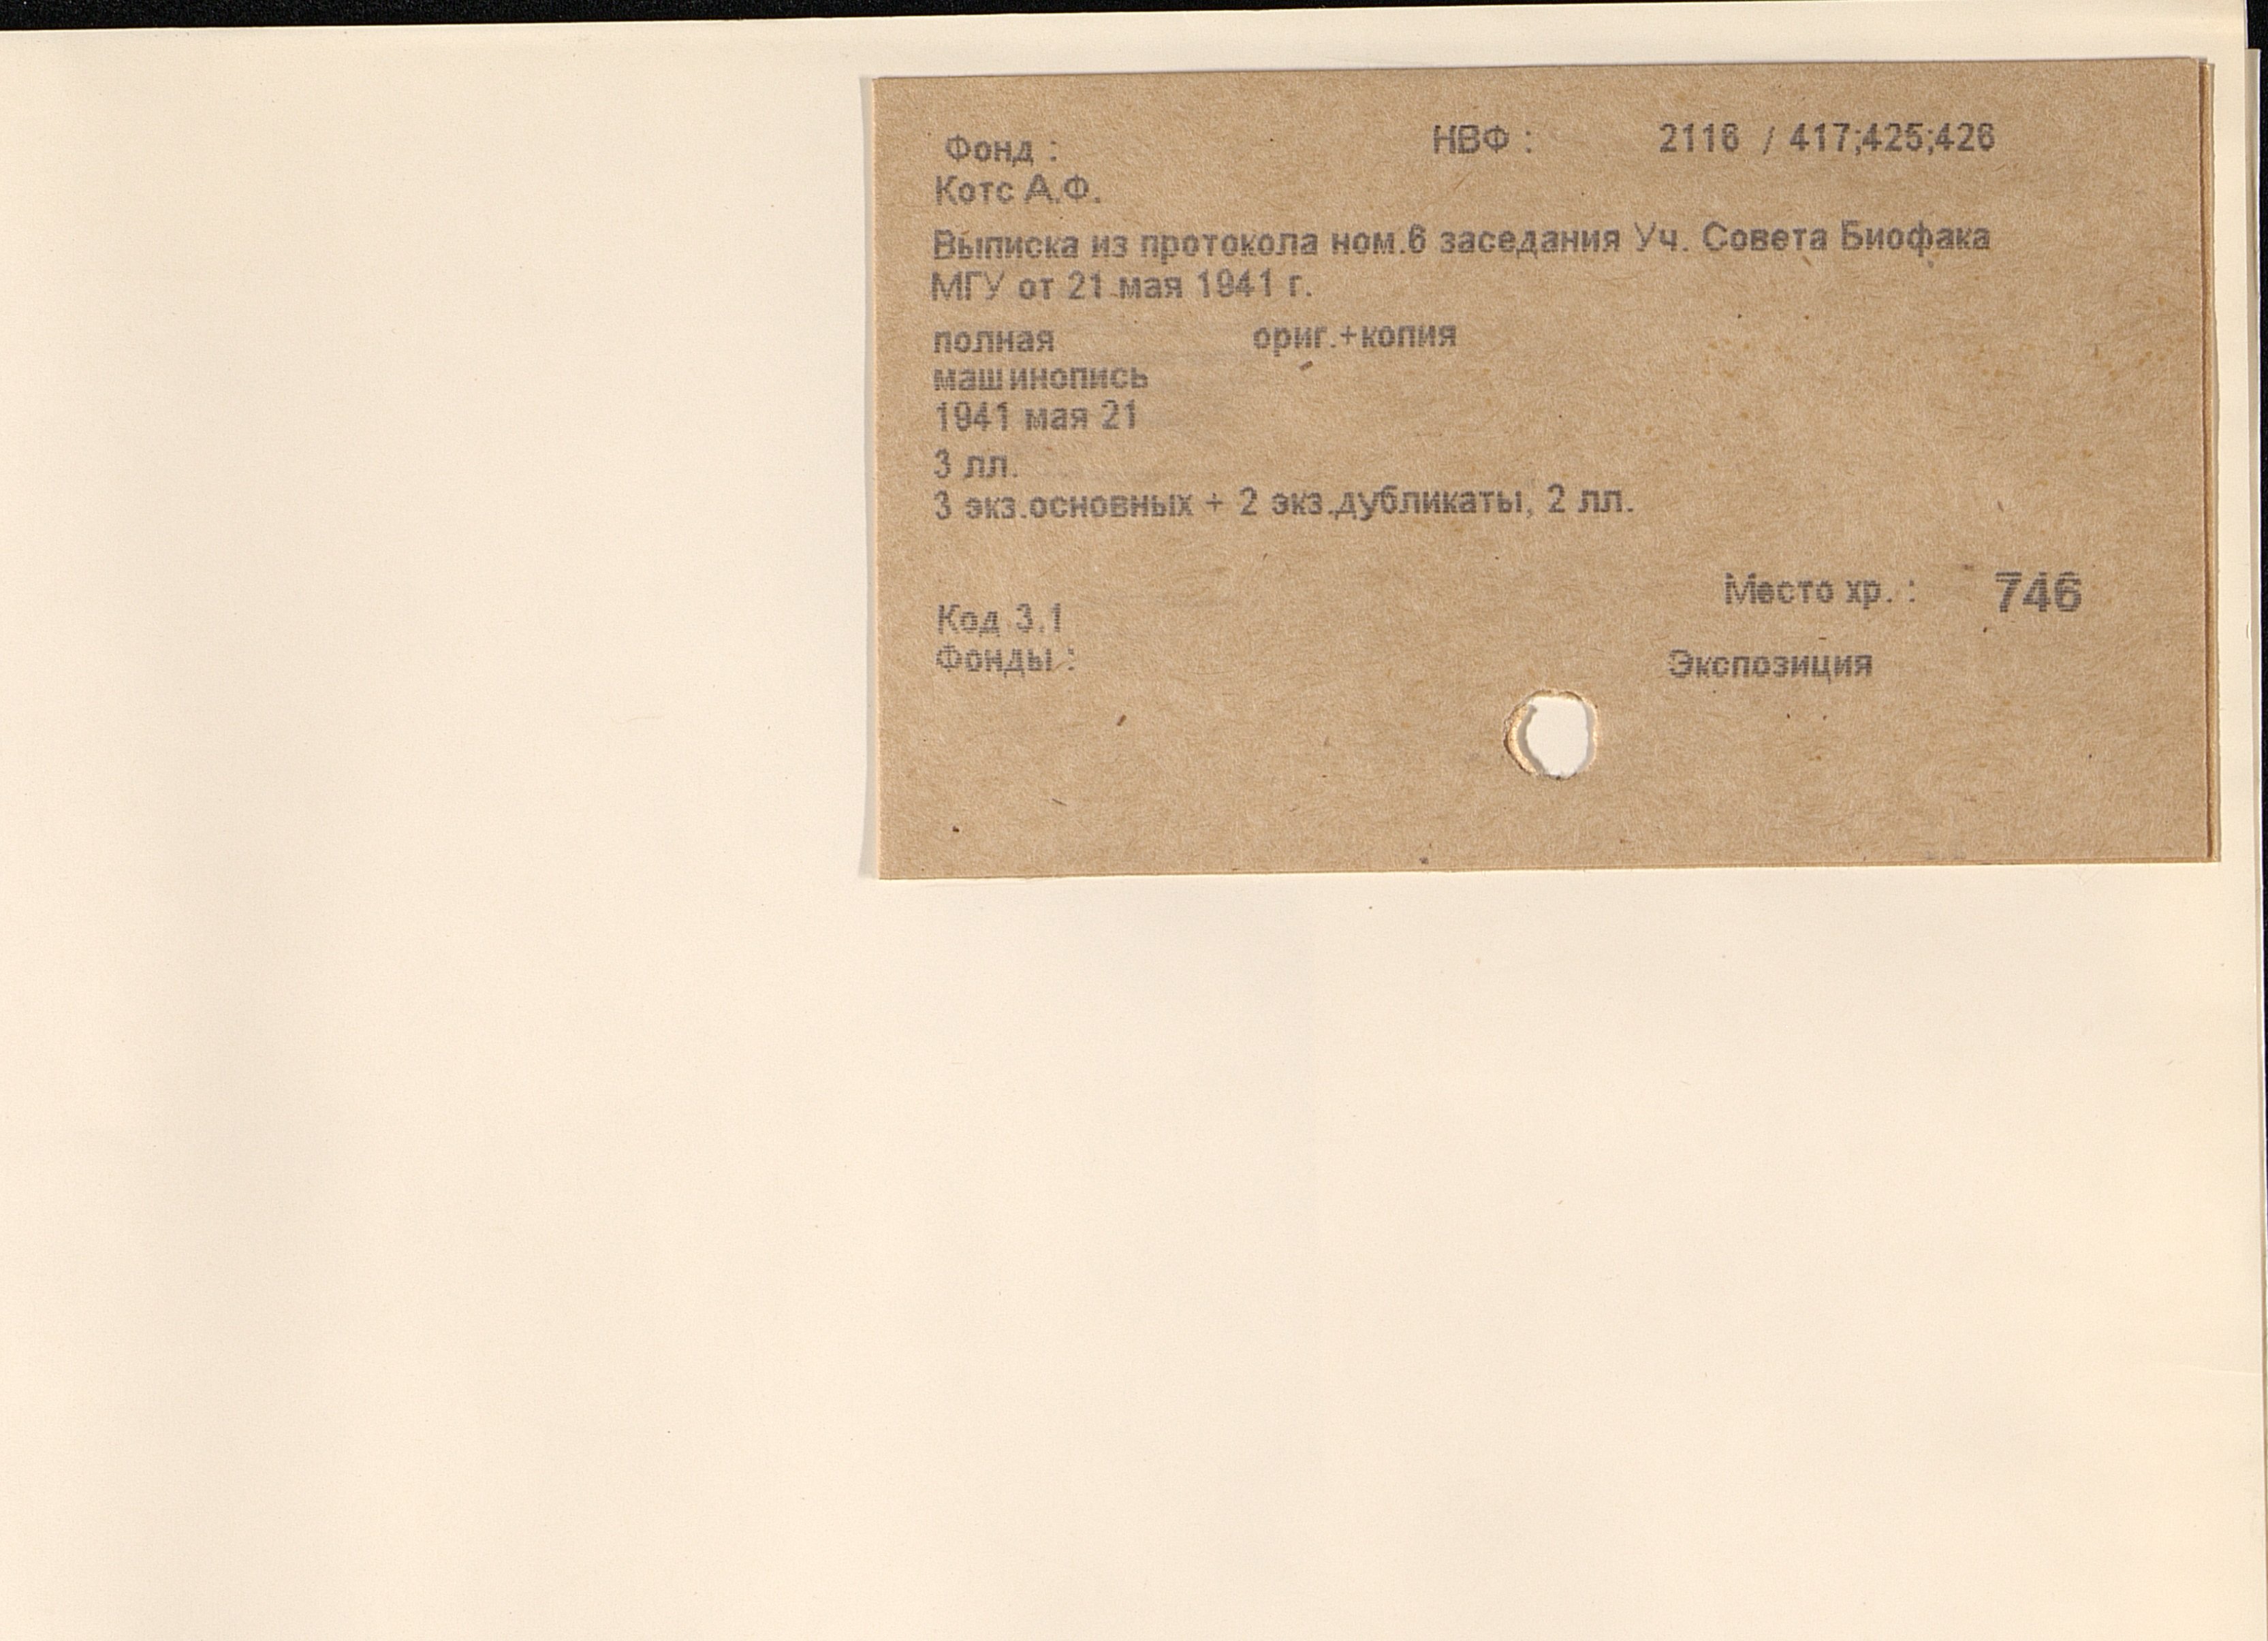 Фонд : НВФ : 2116 / 417;425;426
Котс А.Ф.
Выписка из протокола ном.6 заседания Уч. Совета Биофака
МГУ от 21 мая 1941 г.
полная ориг.+копия
машинопись
1941 мая 21
3 лл.
3 экз.основных + 2 экз.дубликаты, 2 лл.
Место хр. : 746
Код 3.1
Фонды : Экспозиция